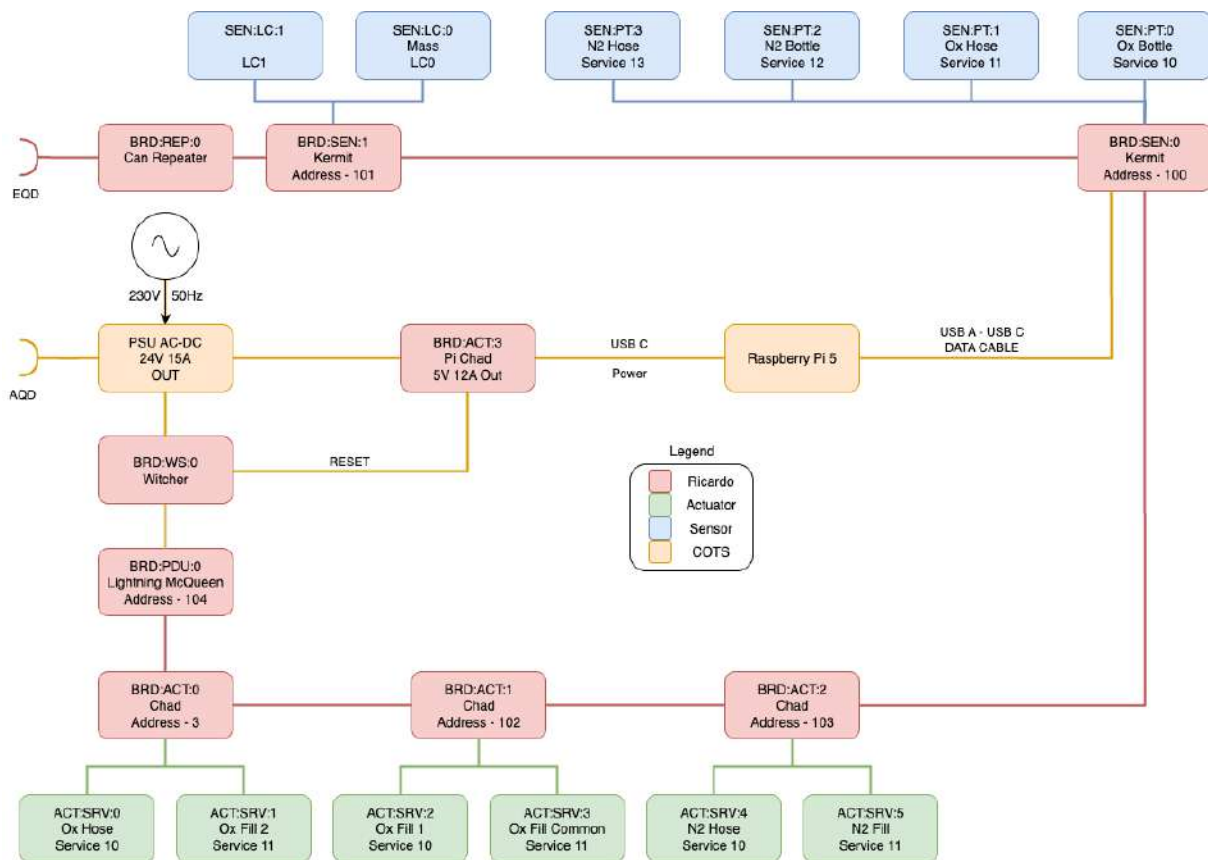 SEN:LC:1
LC1
SEN:LC:0
Mass
LC0
SEN:PT:3
N2 Hose
Service 13
SEN:PT:2
N2 Bottle
Service 12
SEN:PT:1
Ox Hose
Service 11
SEN:PT:0
Ox Bottle
Service 10
EQD
BRD:REP:0
Can Repeater
BRD:SEN:1
Kermit
Address - 101
BRD:SEN:0
Kermit
Address - 100
230V 50Hz
AQD
PSU AC-DC
24V 15A
OUT
BRD:ACT:3
Pi Chad
5V 12A Out
USB C
Power
Raspberry Pi 5
USB A - USB C
DATA CABLE
BRD:WS:0
Witcher
RESET
Legend
Ricardo
Actuator
Sensor
COTS
BRD:PDU:0
Lightning McQueen
Address - 104
BRD:ACT:0
Chad
Address - 3
BRD:ACT:1
Chad
Address - 102
BRD:ACT:2
Chad
Address - 103
ACT:SRV:0
Ox Hose
Service 10
ACT:SRV:1
Ox Fill 2
Service 11
ACT:SRV:2
Ox Fill 1
Service 10
ACT:SRV:3
Ox Fill Common
Service 11
ACT:SRV:4
N2 Hose
Service 10
ACT:SRV:5
N2 Fill
Service 11